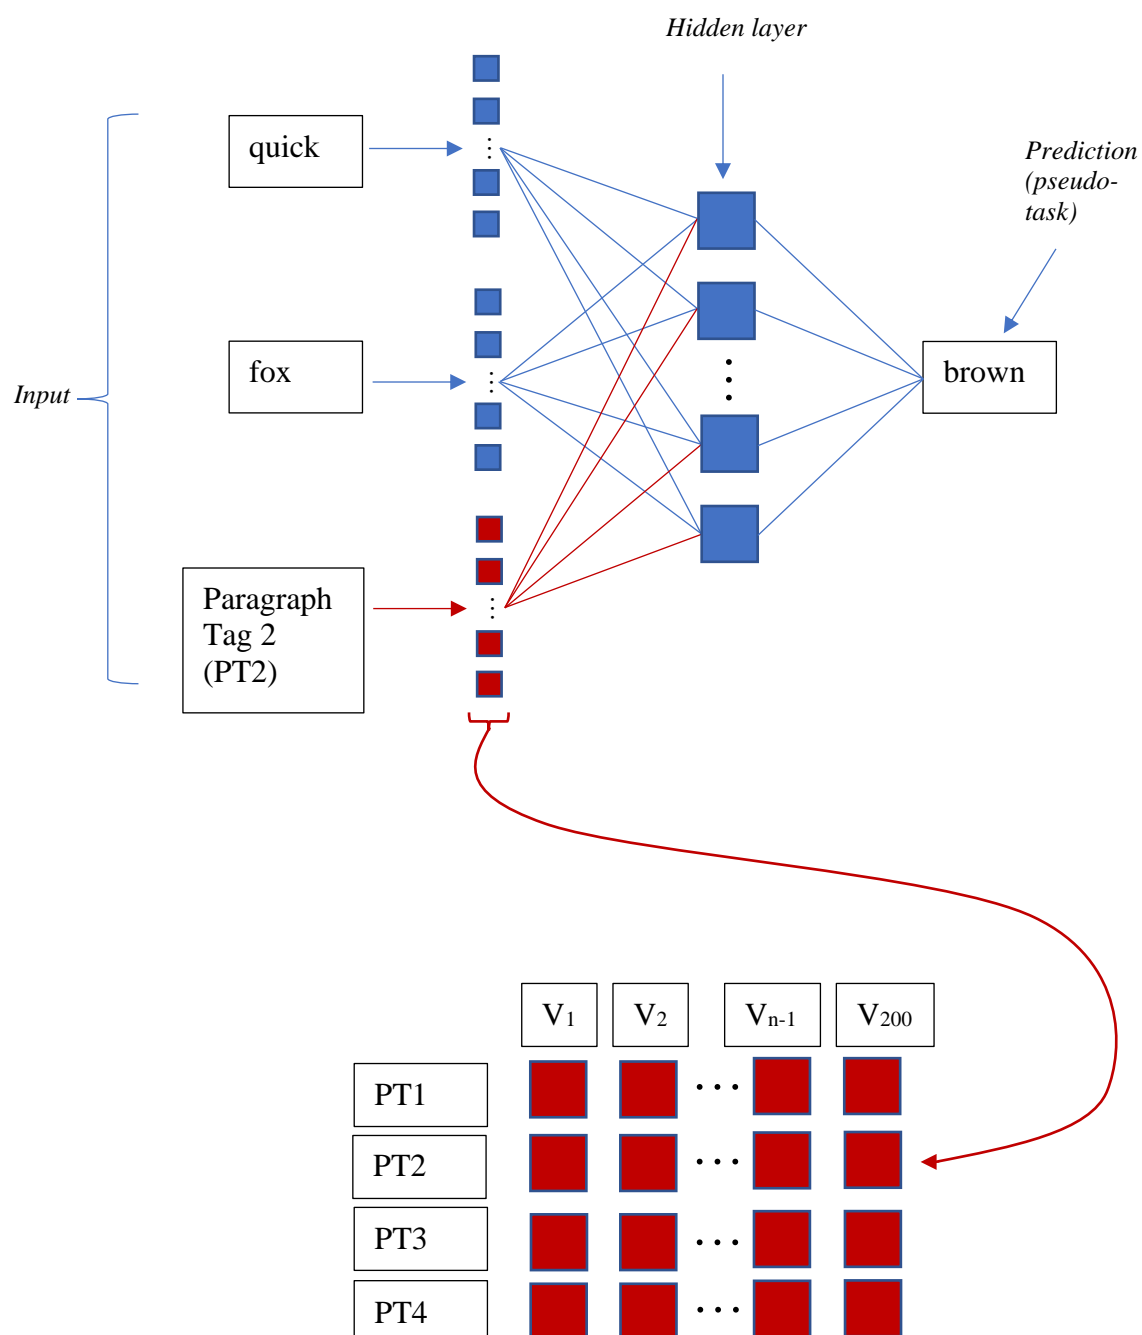 Hidden layer
quick
Prediction
(pseudo-
task)
Input
fox
brown
Paragraph
Tag 2
(PT2)
V1
V2
Vn-1
V200
PT1
PT2
PT3
PT4